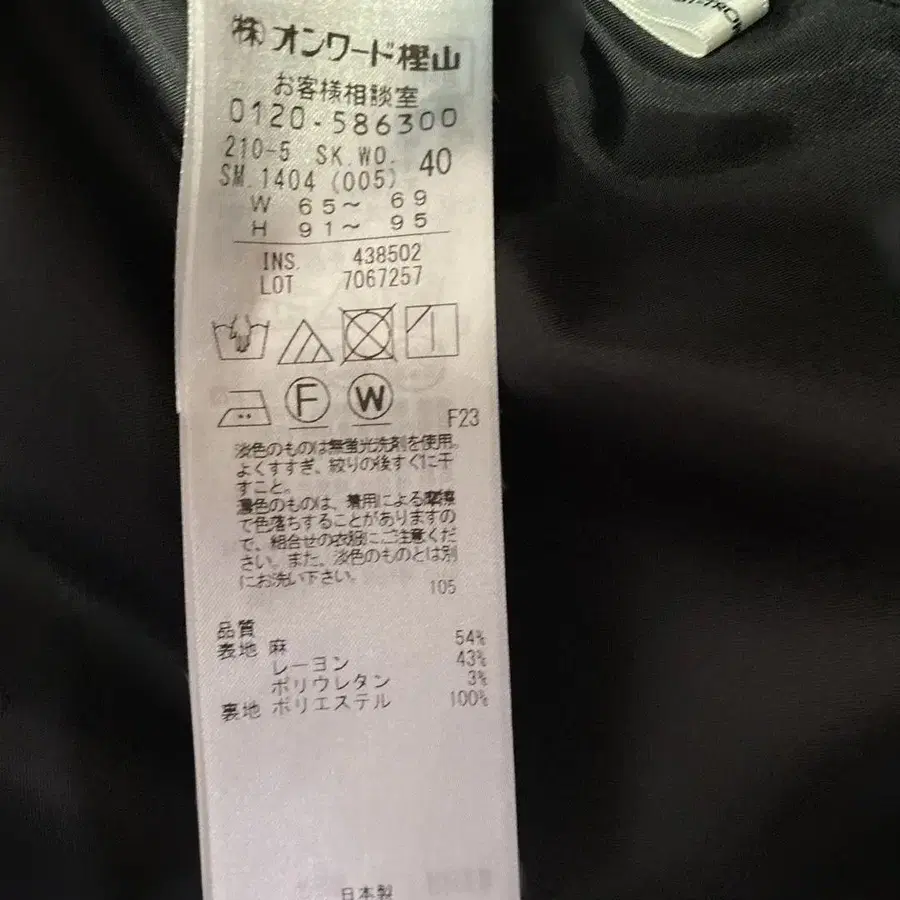 ㈱オンワード樫山
お客様相談室
0120-586300
210-5 SK.WO. 40
SM.1404 (005)
W 65~ 69
H 91~ 95
INS. 438502
LOT 7067257
F W
F23
淡色のものは無蛍光洗剤を使用。
よくすすぎ、絞りの後すぐに干
すこと。
濃色のものは、着用による摩擦
で色落ちすることがありますの
で、組合せの衣服にご注意くだ
さい。また、淡色のものとは別
にお洗い下さい。
105
品質
表地 麻 54%
レーヨン 43%
ポリウレタン 3%
裏地 ポリエステル 100%
日本製